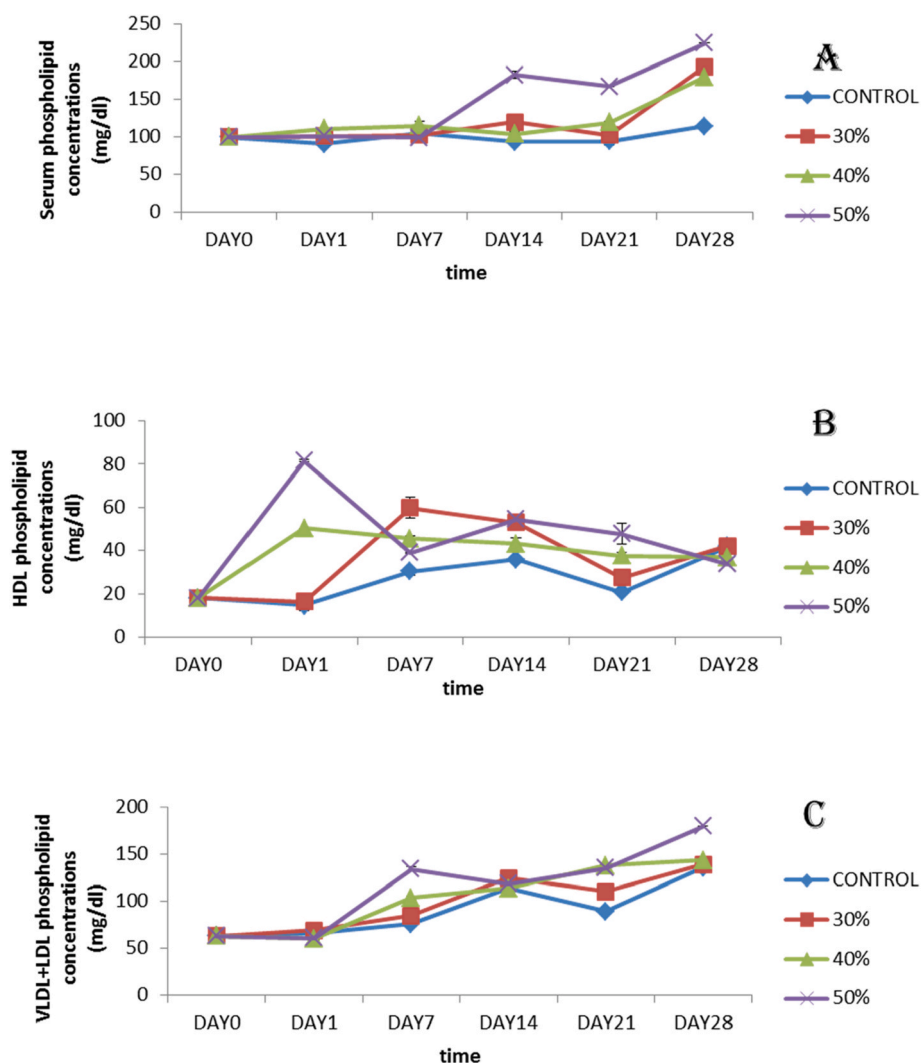 Serum phospholipid
concentrations
(mg/dl)
250
200
150
100
50
0
DAY0 DAY1 DAY7 DAY14 DAY21 DAY28
time
A
CONTROL
30%
40%
50%
HDL phospholipid
concentrations
(mg/dl)
100
80
60
40
20
0
DAY0 DAY1 DAY7 DAY14 DAY21 DAY28
time
B
CONTROL
30%
40%
50%
VLDL+LDL phospholipid
concentrations
(mg/dl)
200
150
100
50
0
DAY0 DAY1 DAY7 DAY14 DAY21 DAY28
time
C
CONTROL
30%
40%
50%